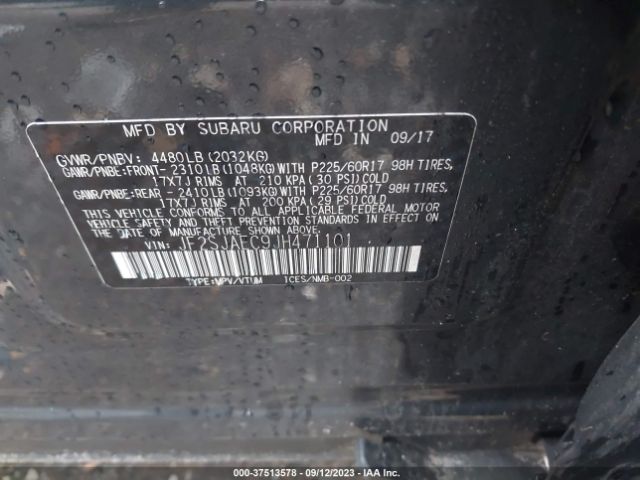 MFD BY SUBARU CORPORATION
MFD IN 09/17
GVWR/PNBV: 4480LB(2032KG)
GAWR/PNBE:FRONT-2310LB(1048KG)WITH P225/60R17 98H TIRES,
17X7J RIMS AT 210 KPA(30 PSI)COLD
GAWR/PNBE:REAR -2410LB(1093KG)WITH P225/60R17 98H TIRES,
17X7J RIMS AT 200 KPA(29 PSI)COLD
THIS VEHICLE CONFORMS TO ALL APPLICABLE FEDERAL MOTOR
VEHICLE SAFETY AND THEFT PREVENTION STANDARDS IN EFFECT
ON THE DATE OF MANUFACTURE SHOWN ABOVE.
VIN: JF2SJAEC9JH471101
TYPE:MPV/VTUM ICES/NMB-002
000-37513578 - 09/12/2023 - IAA Inc.